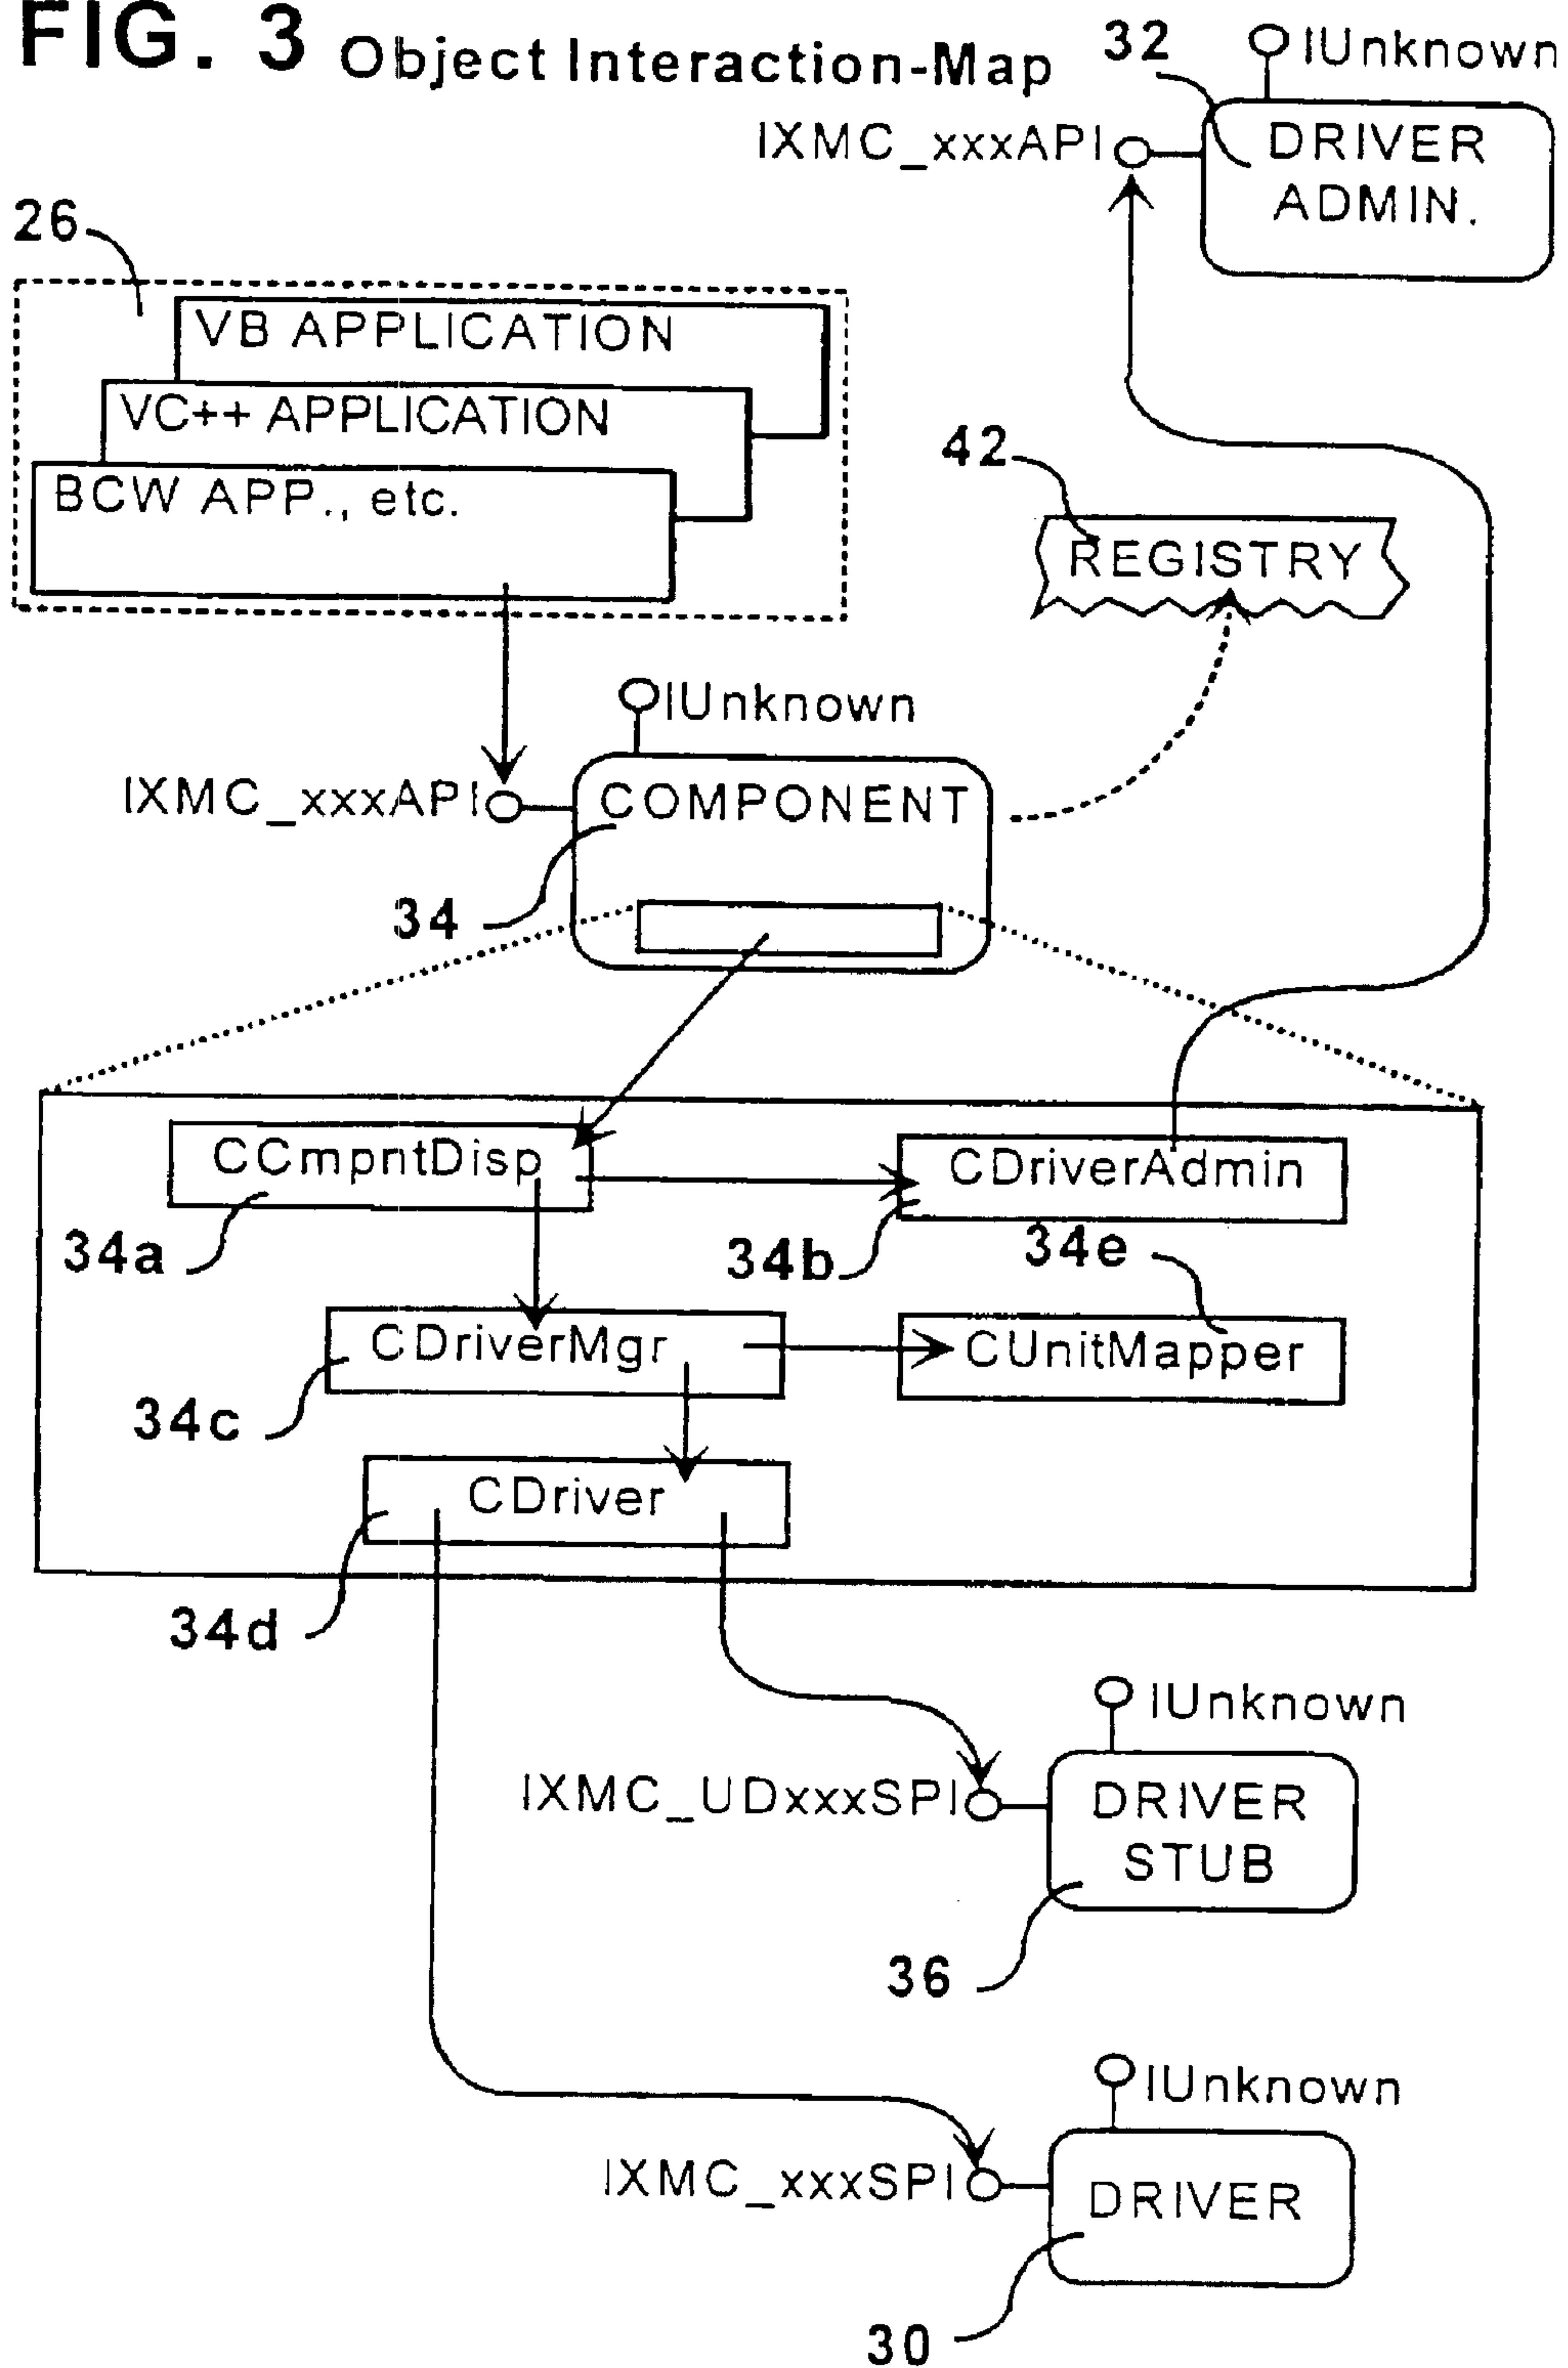 FIG. 3 Object Interaction-Map
32
IUnknown
IXMC_xxxAPI
DRIVER
ADMIN.
26
VB APPLICATION
VC++ APPLICATION
BCW APP., etc.
42
REGISTRY
IUnknown
IXMC_xxxAPI
COMPONENT
34
CCmpntDisp
CDriverAdmin
34a
34b
34e
CDriverMgr
CUnitMapper
34c
CDriver
34d
IUnknown
IXMC_UDxxxSPI
DRIVER
STUB
36
IUnknown
IXMC_xxxSPI
DRIVER
30